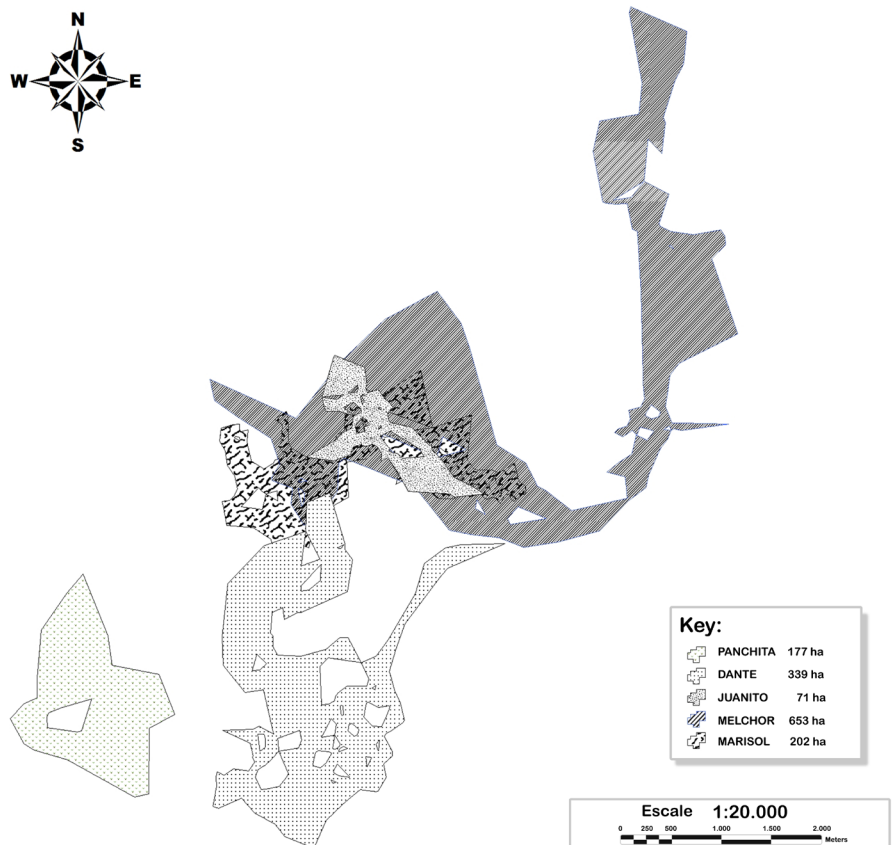 N
W E
S
Key:
PANCHITA 177 ha
DANTE 339 ha
JUANITO 71 ha
MELCHOR 653 ha
MARISOL 202 ha
Escale 1:20.000
0 250 500 1.000 1.500 2.000
Meters